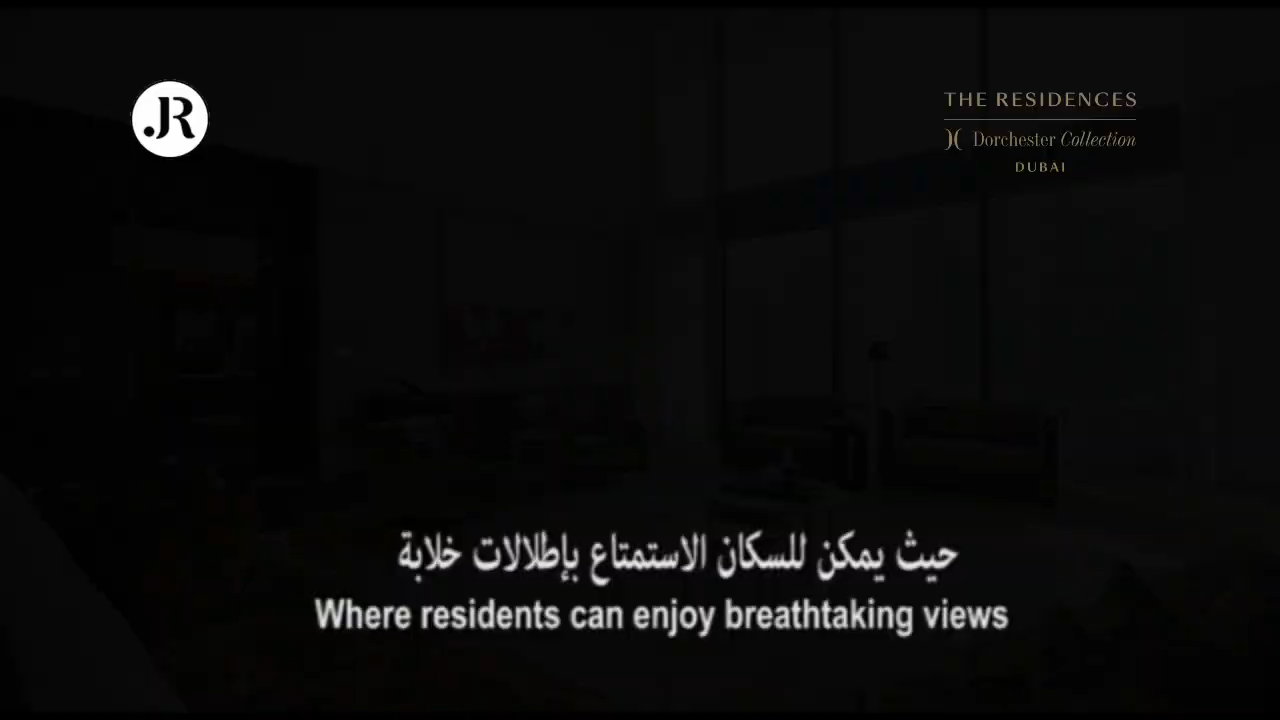 JR
THE RESIDENCES
Dorchester Collection
DUBAI
حيث يمكن للسكان الاستمتاع بإطلالات خلابة
Where residents can enjoy breathtaking views